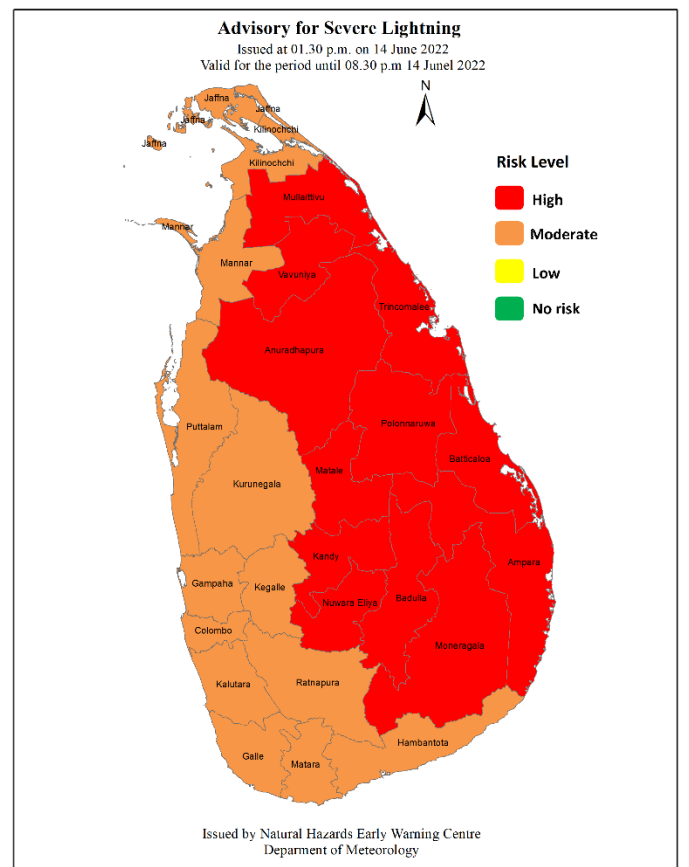 Advisory for Severe Lightning
Issued at 01.30 p.m. on 14 June 2022
Valid for the period until 08.30 p.m 14 Junel 2022
N
Jaffna
Jaffna
Jaffna
Kilinochchi
Jaffna
Kilinochchi
Risk Level
High
Moderate
Low
No risk
Mullaittivu
Mannar
Mannar
Vavuniya
Trincomalee
Anuradhapura
Puttalam
Polonnaruwa
Kurunegala
Matale
Batticaloa
Kandy
Ampara
Gampaha
Kegalle
Nuwara Eliya
Badulla
Colombo
Moneragala
Kalutara
Ratnapura
Hambantota
Galle
Matara
Issued by Natural Hazards Early Warning Centre
Deparment of Meteorology